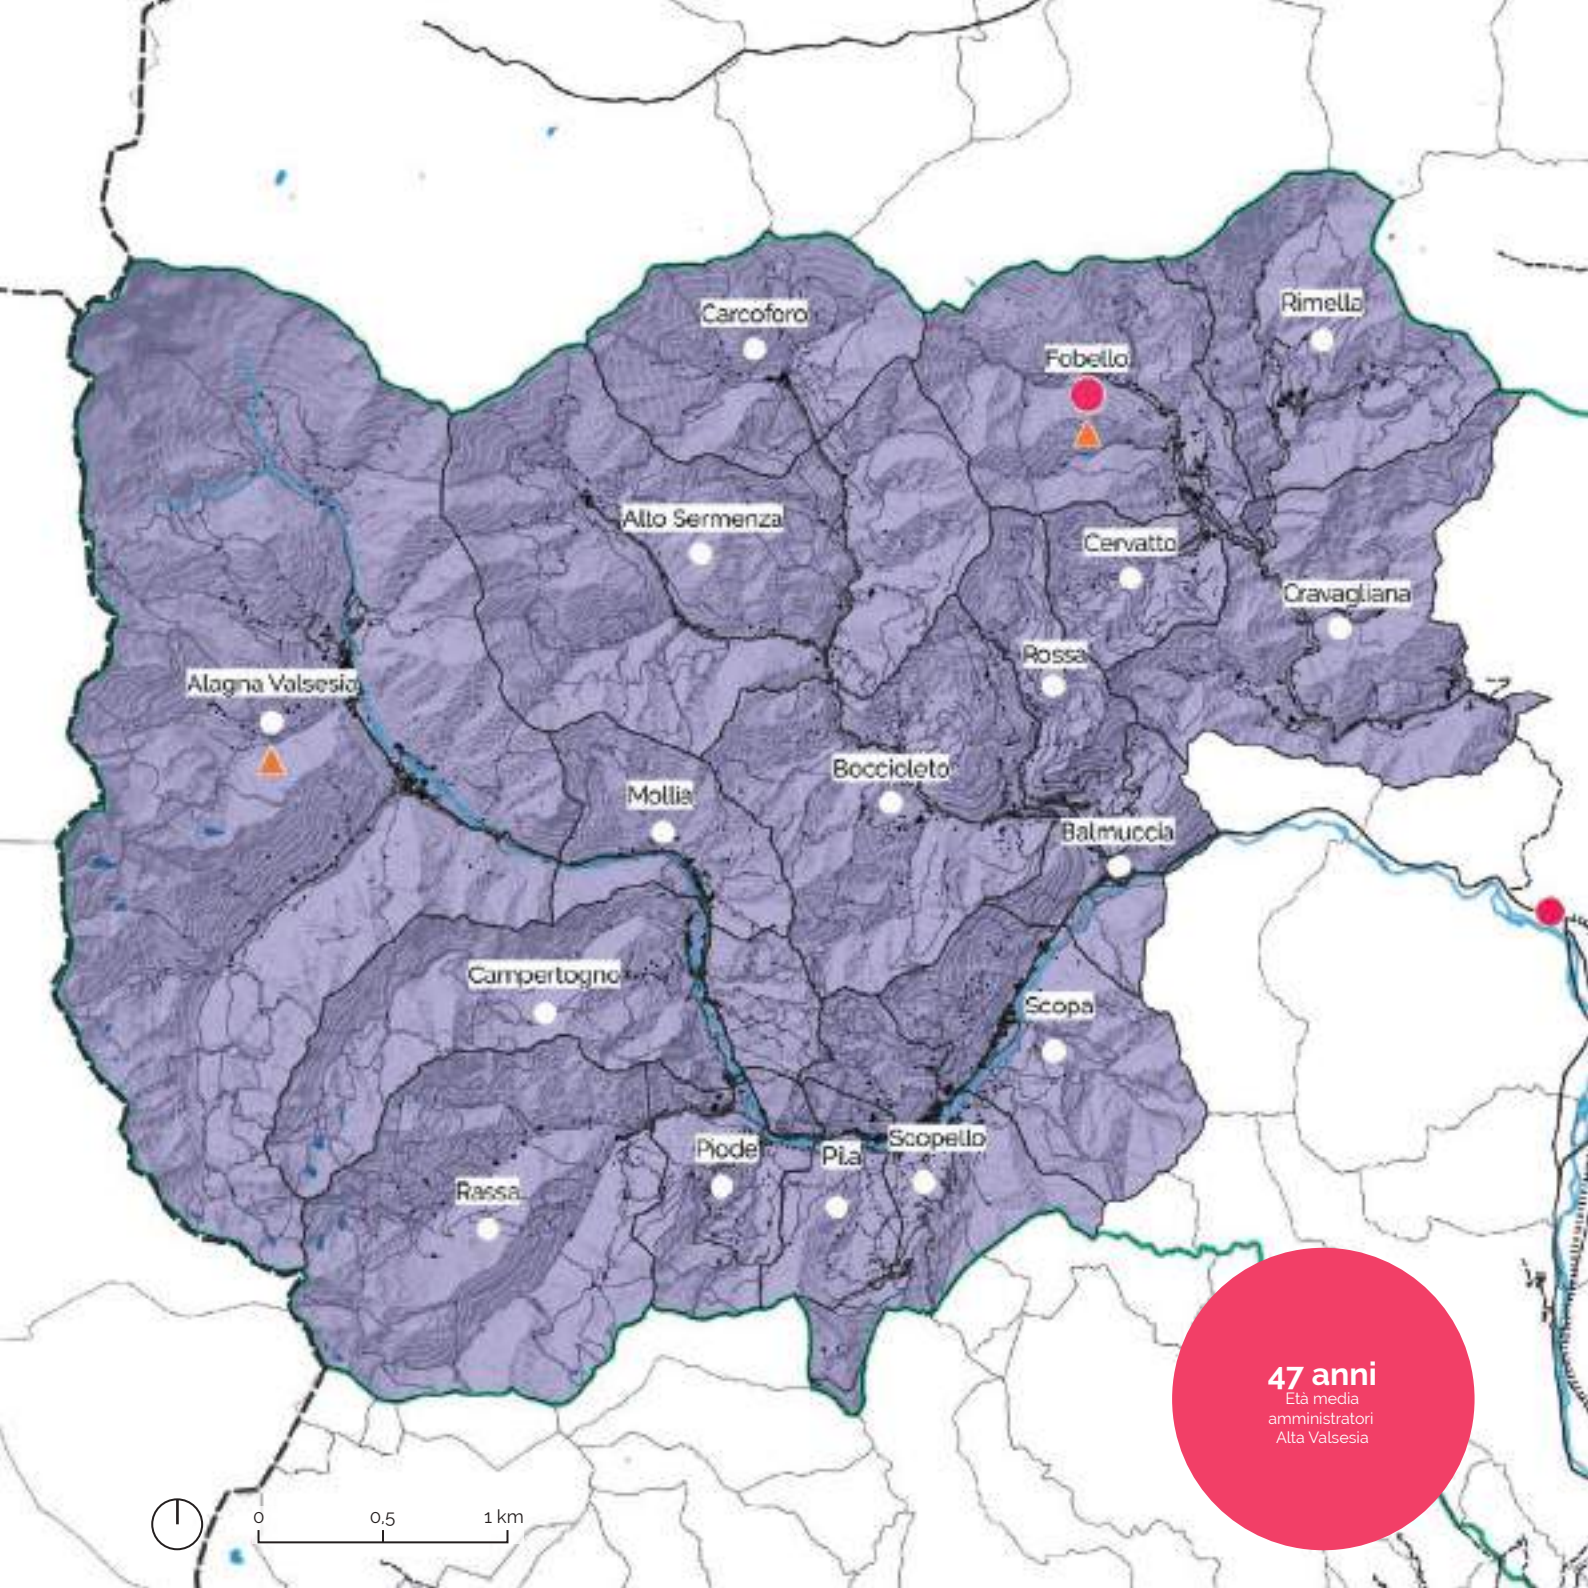 Rimella
Carcoforo
Fobello
Alto Sermenza
Cervatto
Cravagliana
Rossa
Alagna Valsesia
Boccioleto
Mollia
Balmuccia
Campertogno
Scopa
Scopello
Piode
Pila
Rassa
47 anni
Età media
amministratori
Alta Valsesia
0
0,5
1 km